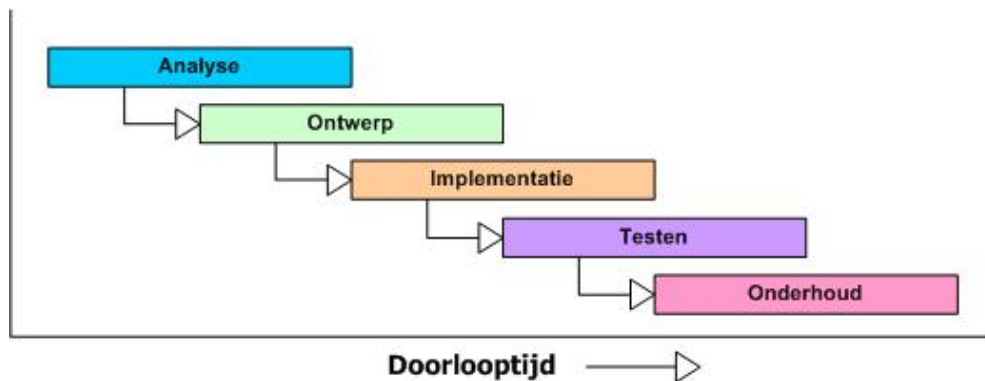 Analyse
Ontwerp
Implementatie
Testen
Onderhoud
Doorlooptijd